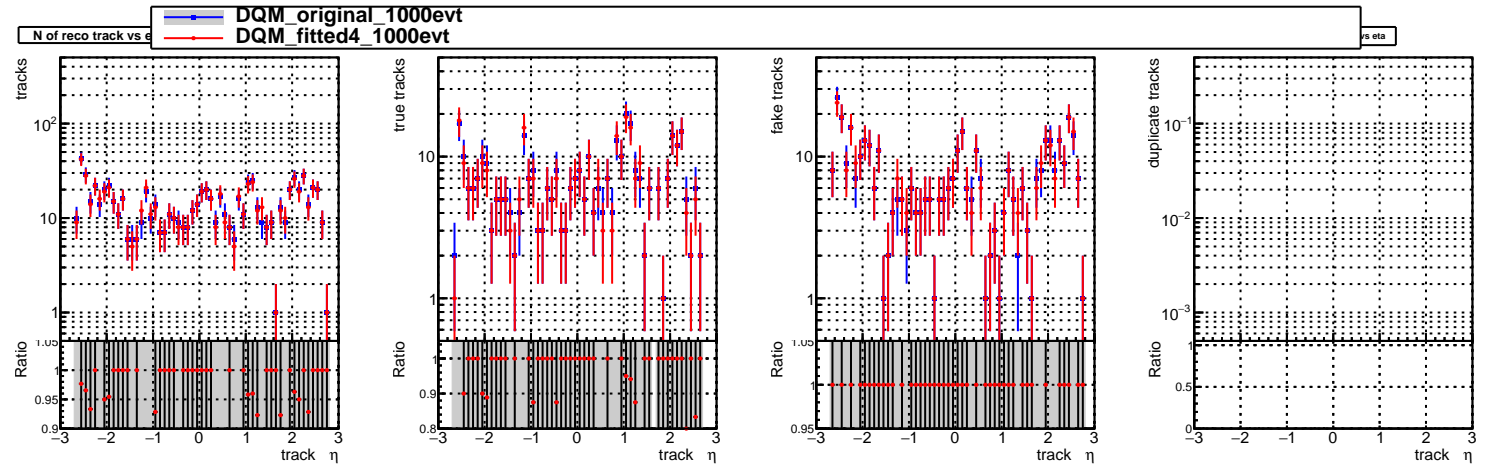 DQM_original_1000evt
DQM_fitted4_1000evt
N of reco track vs e
vs eta
tracks
10²
10
1
Ratio
1.05
1
0.95
0.9
−3 −2 −1 0 1 2 3
track η
true tracks
10
1
Ratio
1
0.9
0.8
−3 −2 −1 0 1 2 3
track η
fake tracks
10
1
Ratio
1
0.95
−3 −2 −1 0 1 2 3
track η
duplicate tracks
10⁻¹
10⁻²
10⁻³
Ratio
1
0.5
0
−3 −2 −1 0 1 2 3
track η